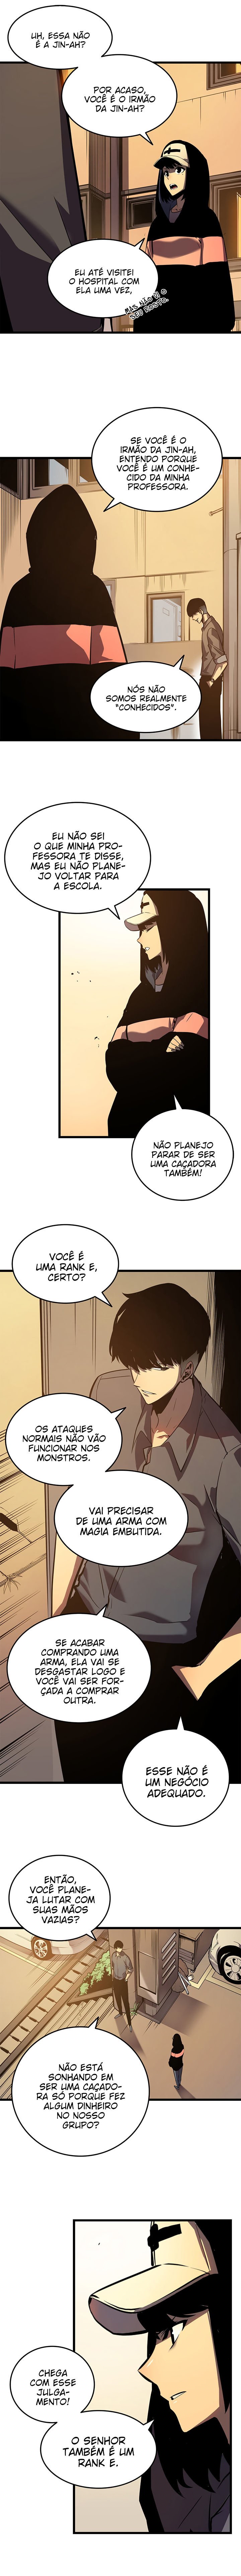 UH, ESSA NÃO
É A JIN-AH?
POR ACASO,
VOCÊ É O IRMÃO
DA JIN-AH?
EU ATÉ VISITEI
O HOSPITAL COM
ELA UMA VEZ,
MAS NÃO VI O
SEU ROSTO.
SE VOCÊ É O
IRMÃO DA JIN-AH,
ENTENDO PORQUE
VOCÊ É UM CONHE-
CIDO DA MINHA
PROFESSORA.
NÓS NÃO
SOMOS REALMENTE
"CONHECIDOS".
EU NÃO SEI
O QUE MINHA PRO-
FESSORA TE DISSE,
MAS EU NÃO PLANE-
JO VOLTAR PARA
A ESCOLA.
NÃO PLANEJO
PARAR DE SER
UMA CAÇADORA
TAMBÉM!
VOCÊ É
UMA RANK E,
CERTO?
OS ATAQUES
NORMAIS NÃO VÃO
FUNCIONAR NOS
MONSTROS.
VAI PRECISAR
DE UMA ARMA COM
MAGIA EMBUTIDA.
SE ACABAR
COMPRANDO UMA
ARMA, ELA VAI SE
DESGASTAR LOGO E
VOCÊ VAI SER FOR-
ÇADA A COMPRAR
OUTRA.
ESSE NÃO É
UM NEGÓCIO
ADEQUADO.
ENTÃO,
VOCÊ PLANE-
JA LUTAR COM
SUAS MÃOS
VAZIAS?
NÃO ESTÁ
SONHANDO EM
SER UMA CAÇADO-
RA SÓ PORQUE FEZ
ALGUM DINHEIRO
NO NOSSO
GRUPO?
CHEGA
COM ESSE
JULGA-
MENTO!
O SENHOR
TAMBÉM É UM
RANK E.